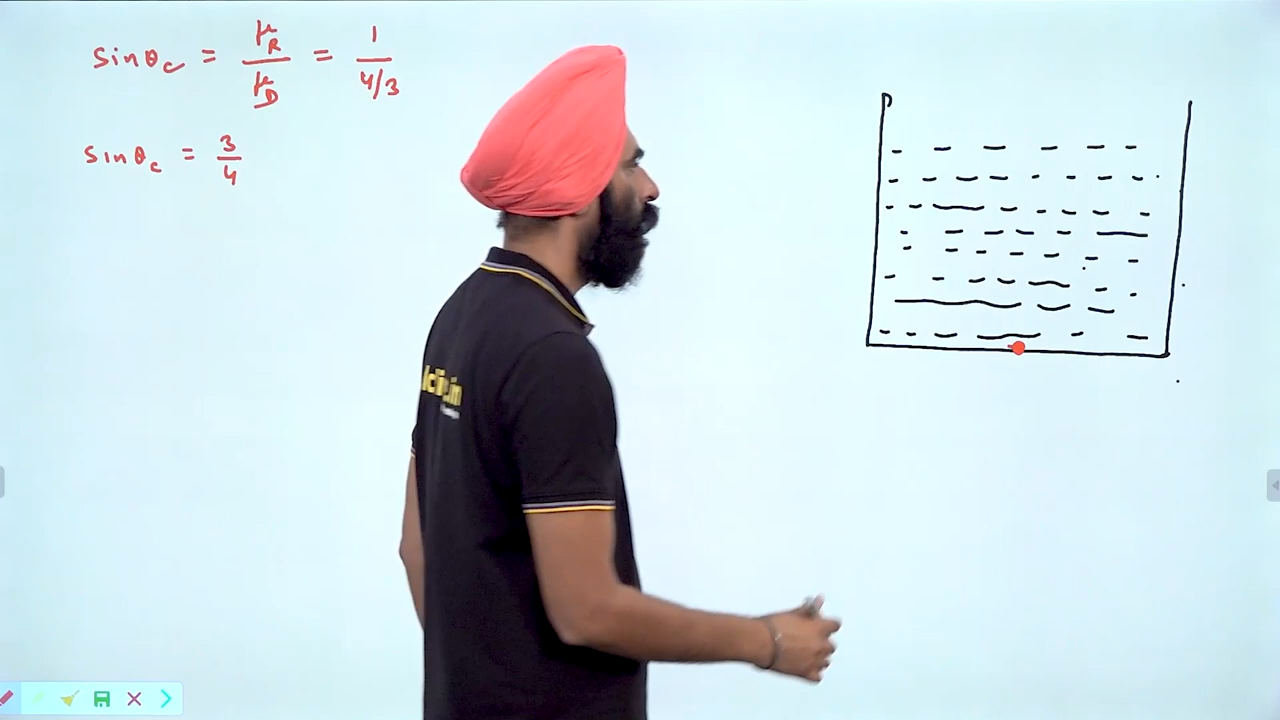 sinθc = μR/μD = 1/4/3
sinθc = 3/4